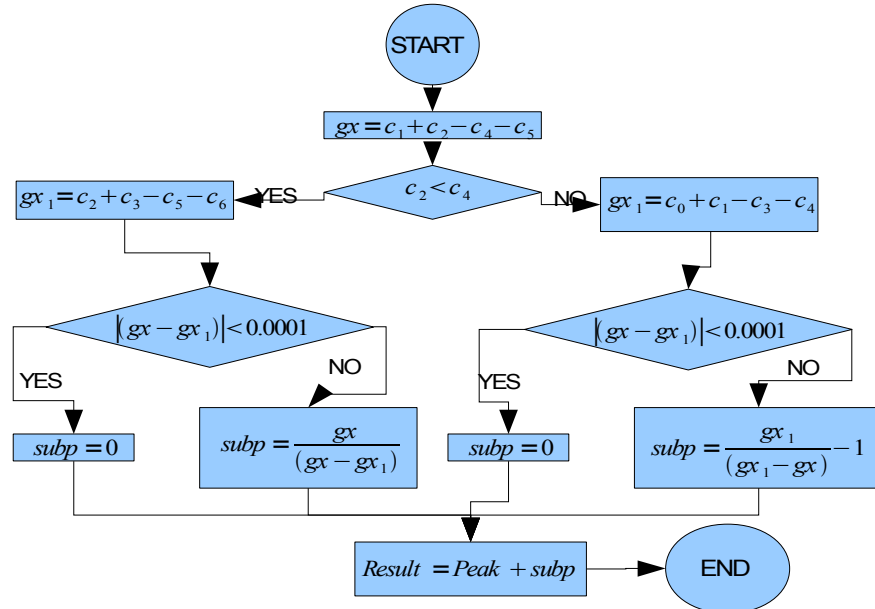 START
gx = c₁ + c₂ − c₄ − c₅
c₂ < c₄
YES
NO
gx₁ = c₂ + c₃ − c₅ − c₆
gx₁ = c₀ + c₁ − c₃ − c₄
|(gx − gx₁)| < 0.0001
|(gx − gx₁)| < 0.0001
YES
NO
YES
NO
subp = 0
subp = gx / (gx − gx₁)
subp = 0
subp = gx₁ / (gx₁ − gx) − 1
Result = Peak + subp
END